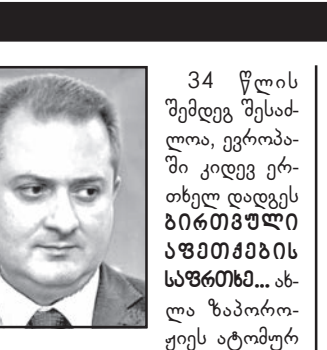 34 წლის
შემდეგ შესაძ-
ლოა, ევროპა-
ში კიდევ ერ-
თხელ დადგეს
ბირთვული
აფეთქების
საფრთხე... ახ-
ლა ზაპორო-
ჟიეს ატომურ